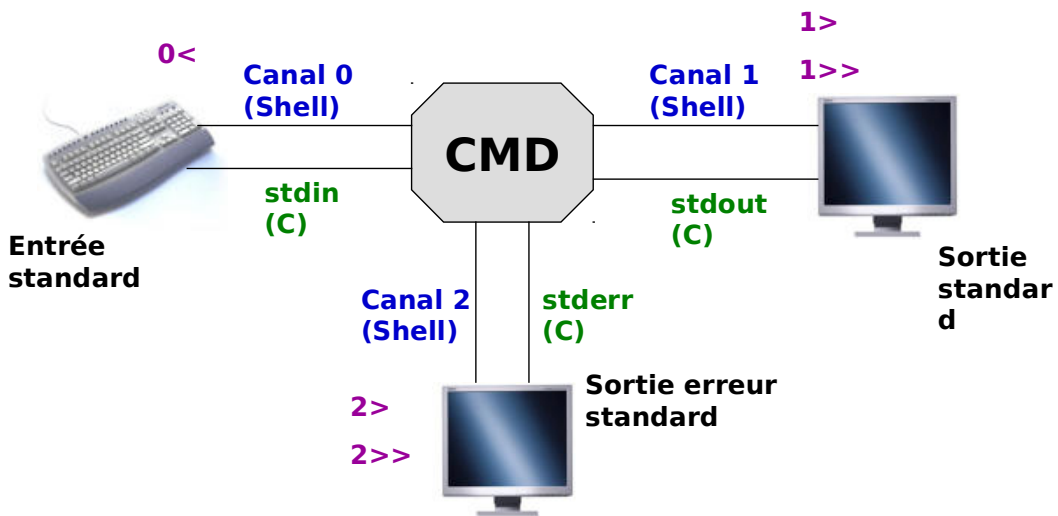 0<
Canal 0
(Shell)
stdin
(C)
Entrée
standard
CMD
1>
1>>
Canal 1
(Shell)
stdout
(C)
Sortie
standar
d
Canal 2
(Shell)
stderr
(C)
2>
2>>
Sortie erreur
standard